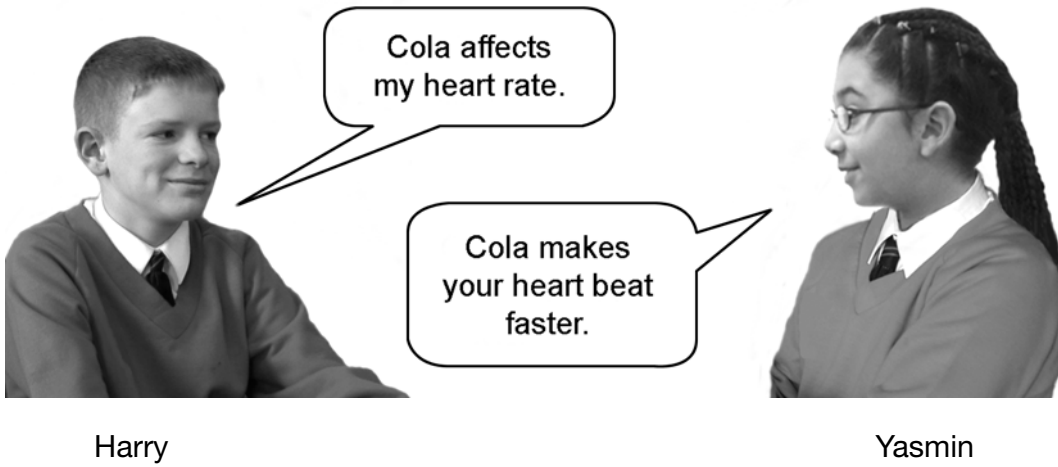 Cola affects
my heart rate.
Cola makes
your heart beat
faster.
Harry
Yasmin